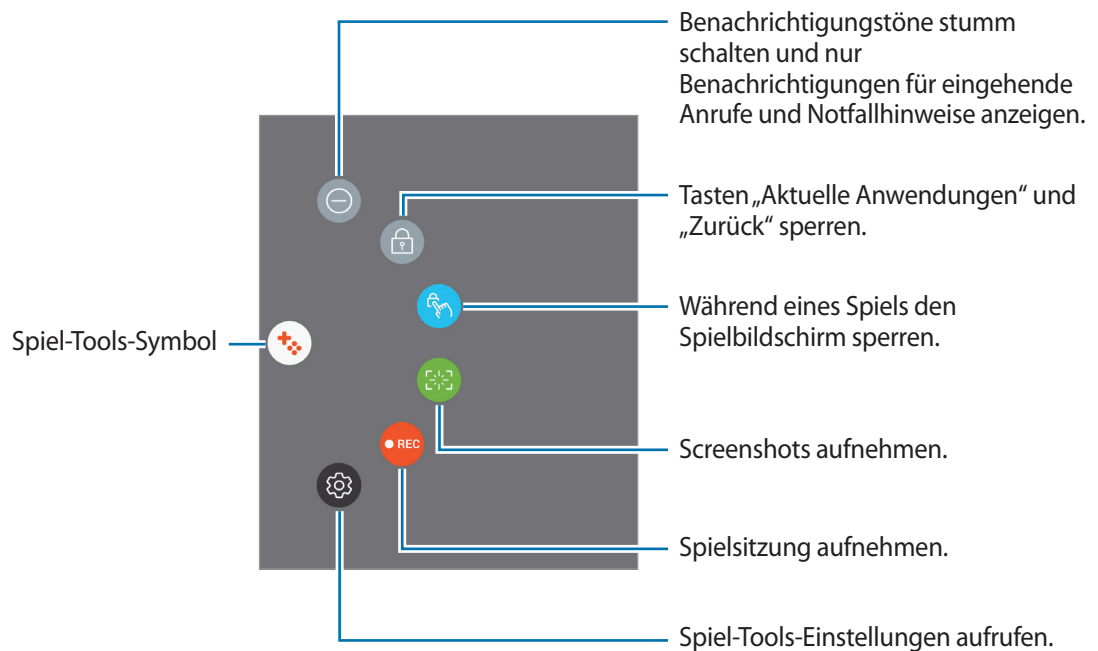 Benachrichtigungstöne stumm
schalten und nur
Benachrichtigungen für eingehende
Anrufe und Notfallhinweise anzeigen.
Tasten „Aktuelle Anwendungen“ und
„Zurück“ sperren.
Während eines Spiels den
Spielbildschirm sperren.
Spiel-Tools-Symbol
Screenshots aufnehmen.
REC
Spielsitzung aufnehmen.
Spiel-Tools-Einstellungen aufrufen.